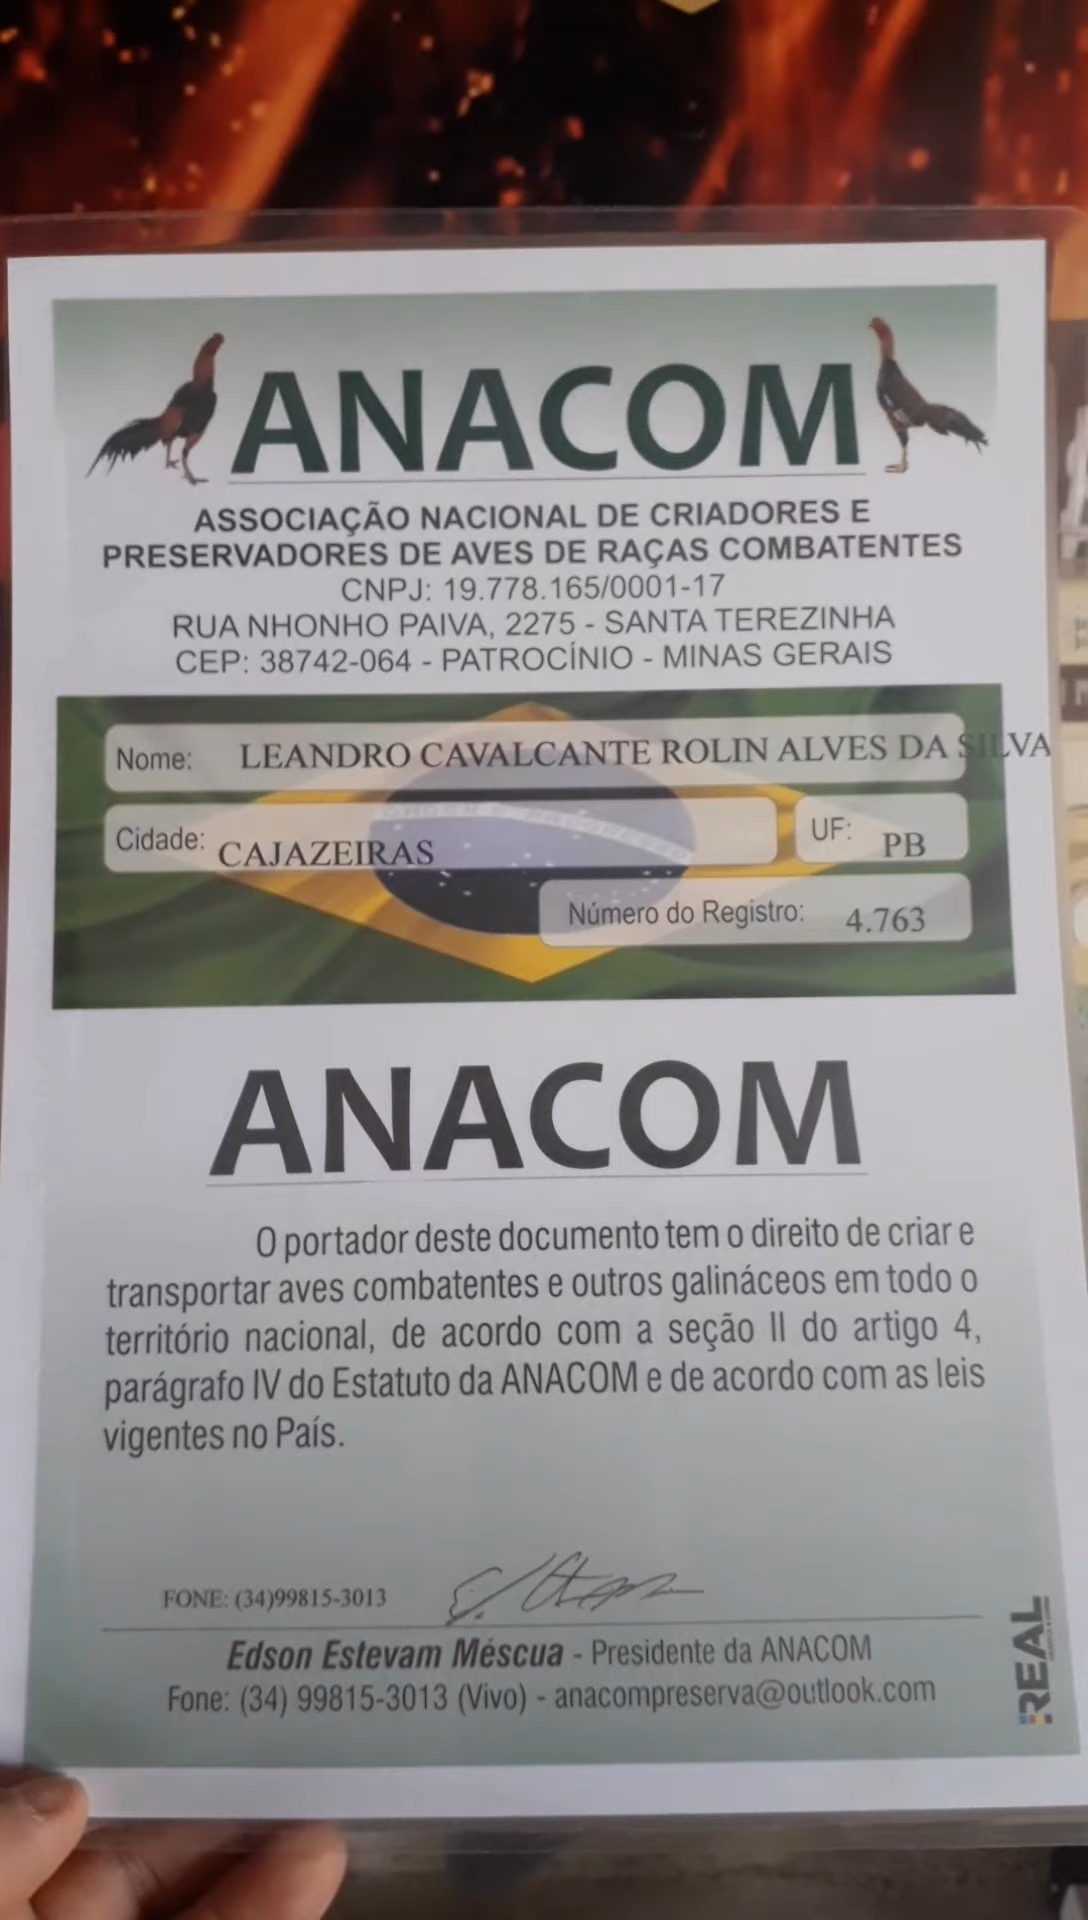 ANACOM
ASSOCIAÇÃO NACIONAL DE CRIADORES E
PRESERVADORES DE AVES DE RAÇAS COMBATENTES
CNPJ: 19.778.165/0001-17
RUA NHONHO PAIVA, 2275 - SANTA TEREZINHA
CEP: 38742-064 - PATROCÍNIO - MINAS GERAIS
Nome: LEANDRO CAVALCANTE ROLIN ALVES DA SILVA
Cidade: CAJAZEIRAS UF: PB
Número do Registro: 4.763
ANACOM
O portador deste documento tem o direito de criar e
transportar aves combatentes e outros galináceos em todo o
território nacional, de acordo com a seção II do artigo 4,
parágrafo IV do Estatuto da ANACOM e de acordo com as leis
vigentes no País.
FONE: (34)99815-3013
Edson Estevam Méscua - Presidente da ANACOM
Fone: (34) 99815-3013 (Vivo) - anacompreserva@outlook.com
REAL